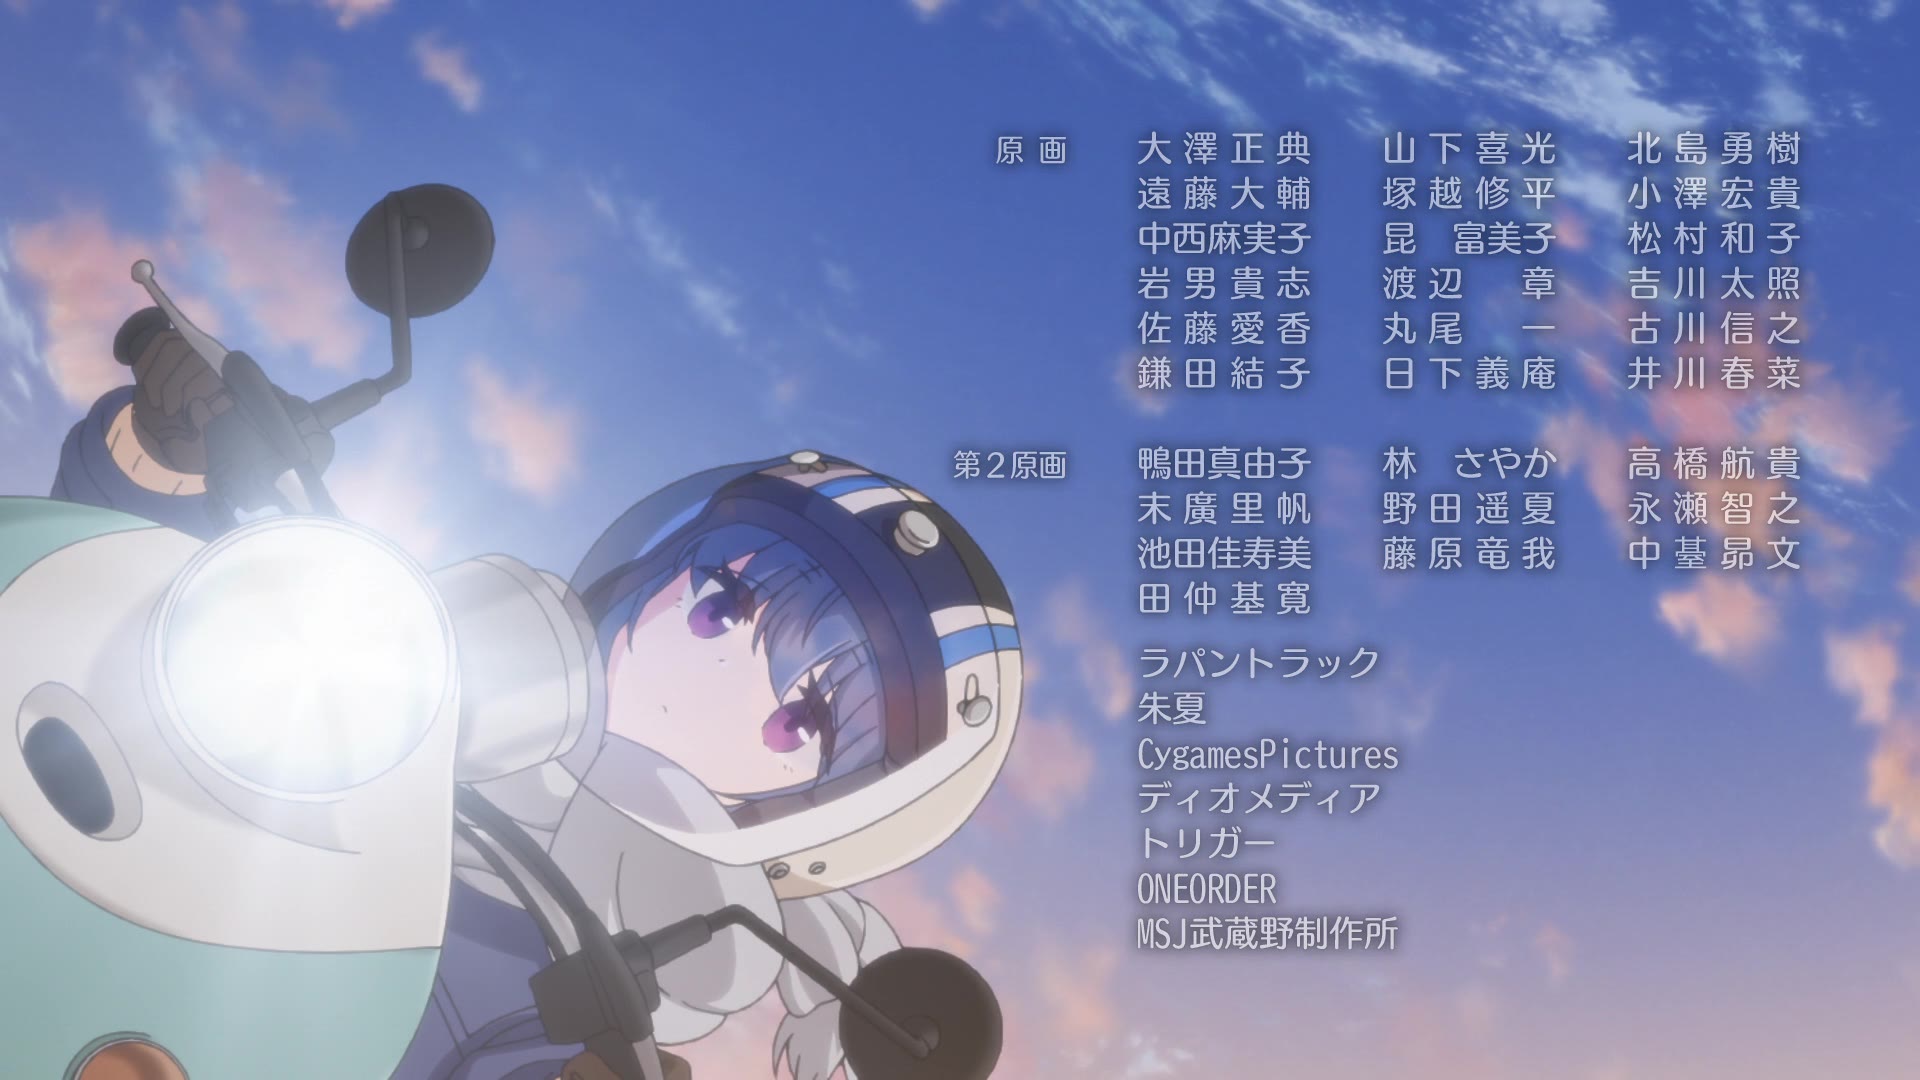 原画 大澤正典 山下喜光 北島勇樹
遠藤大輔 塚越修平 小澤宏貴
中西麻実子 昆 富美子 松村和子
岩男貴志 渡辺 章 吉川太照
佐藤愛香 丸尾 一 古川信之
鎌田結子 日下義庵 井川春菜
第2原画 鴨田真由子 林 さやか 高橋航貴
末廣里帆 野田遥夏 永瀬智之
池田佳寿美 藤原竜我 中䑓昴文
田仲基寛
ラパントラック
朱夏
CygamesPictures
ディオメディア
トリガー
ONEORDER
MSJ武蔵野制作所